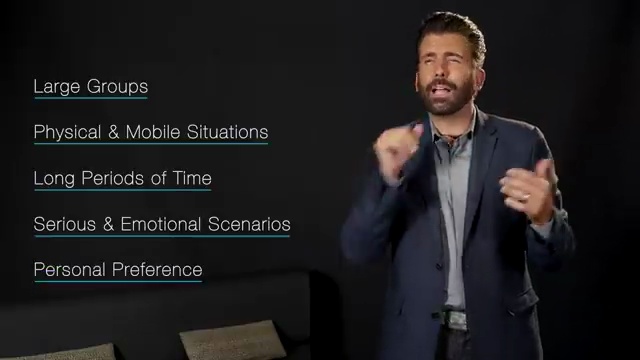 Large Groups
Physical & Mobile Situations
Long Periods of Time
Serious & Emotional Scenarios
Personal Preference